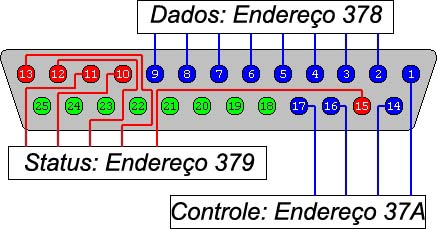 Dados: Endereço 378
13 12 11 10 9 8 7 6 5 4 3 2 1
25 24 23 22 21 20 19 18 17 16 15 14
Status: Endereço 379
Controle: Endereço 37A